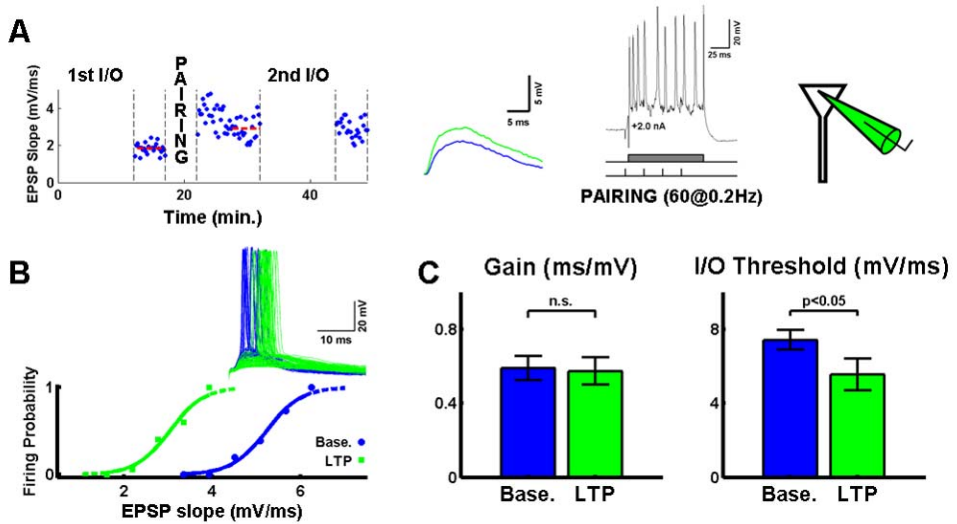 A
1st I/O
PAIRING
2nd I/O
EPSP Slope (mV/ms)
4
2
0
0
20
40
Time (min.)
5 mV
5 ms
20 mV
25 ms
+2.0 nA
PAIRING (60@0.2Hz)
B
20 mV
10 ms
Firing Probability
1
0
Base.
LTP
2
4
6
EPSP slope (mV/ms)
C
Gain (ms/mV)
n.s.
0.8
0.4
0
Base. LTP
I/O Threshold (mV/ms)
p<0.05
8
4
0
Base. LTP